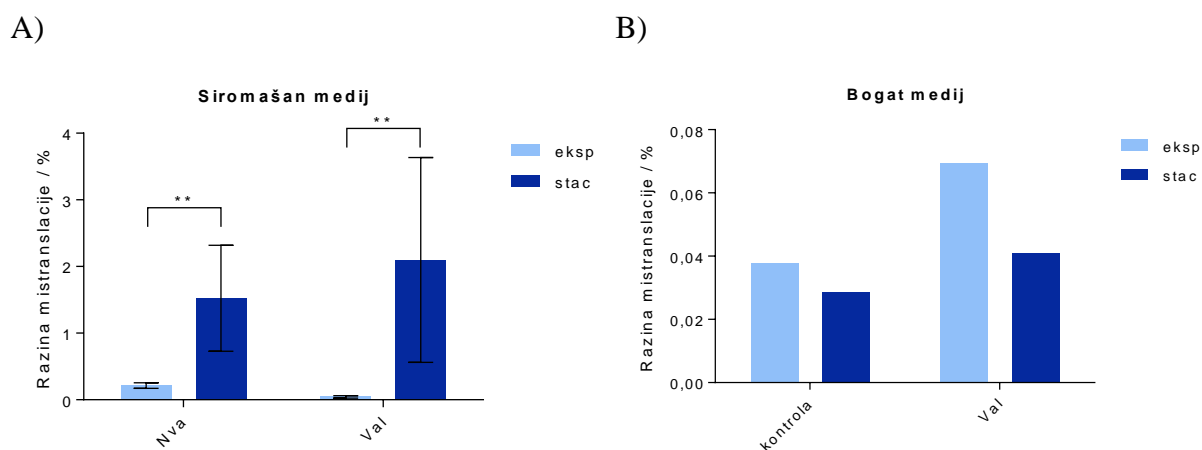 A)
Siromašan medij
Razina mistranslacije / %
4
3
2
1
0
**
**
eksp
stac
Nva
Val
B)
Bogat medij
Razina mistranslacije / %
0,08
0,06
0,04
0,02
0,00
eksp
stac
kontrola
Val